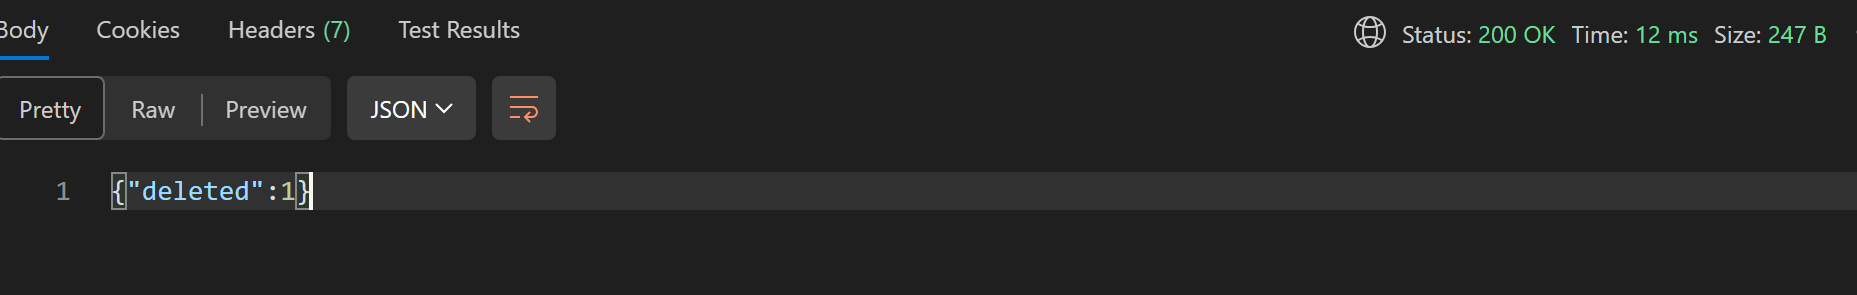 Body Cookies Headers (7) Test Results Status: 200 OK Time: 12 ms Size: 247 B
Pretty Raw Preview JSON
1 {"deleted":1}